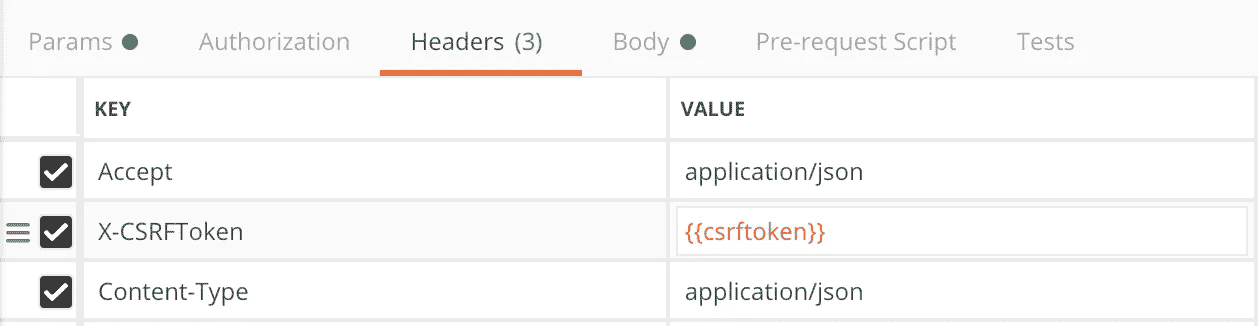 Params Authorization Headers (3) Body Pre-request Script Tests
KEY VALUE
Accept application/json
X-CSRFToken {{csrftoken}}
Content-Type application/json